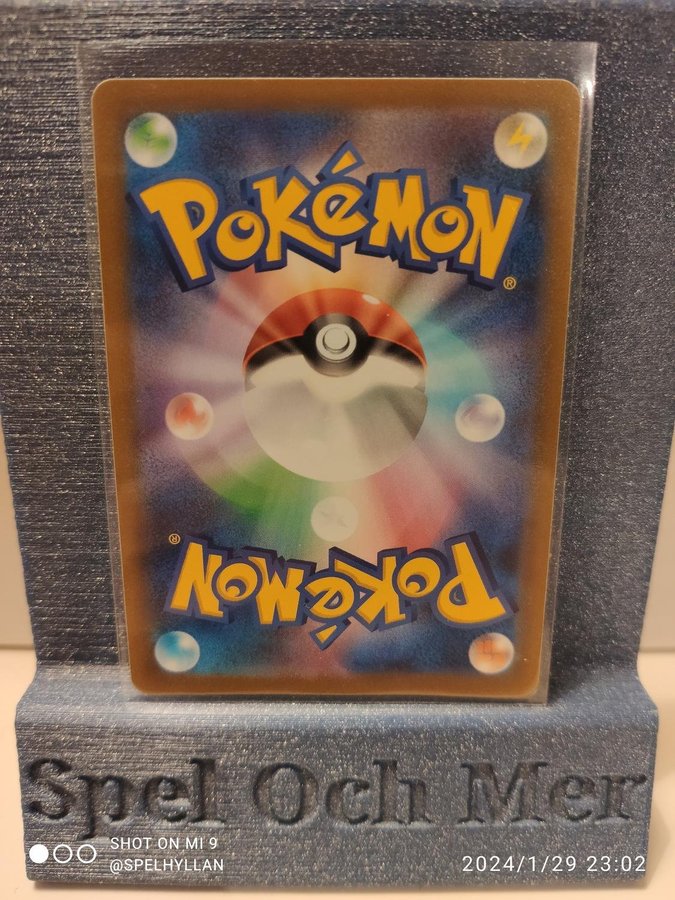 POKéMON®
POKéMON®
Spel Och Mer
SHOT ON MI 9
@SPELHYLLAN
2024/1/29 23:02